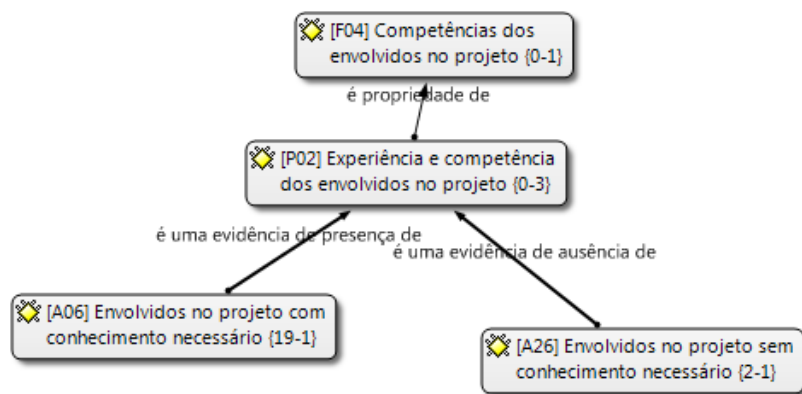 [F04] Competências dos
envolvidos no projeto {0-1}
é propriedade de
[P02] Experiência e competência
dos envolvidos no projeto {0-3}
é uma evidência de presença de
é uma evidência de ausência de
[A06] Envolvidos no projeto com
conhecimento necessário {19-1}
[A26] Envolvidos no projeto sem
conhecimento necessário {2-1}